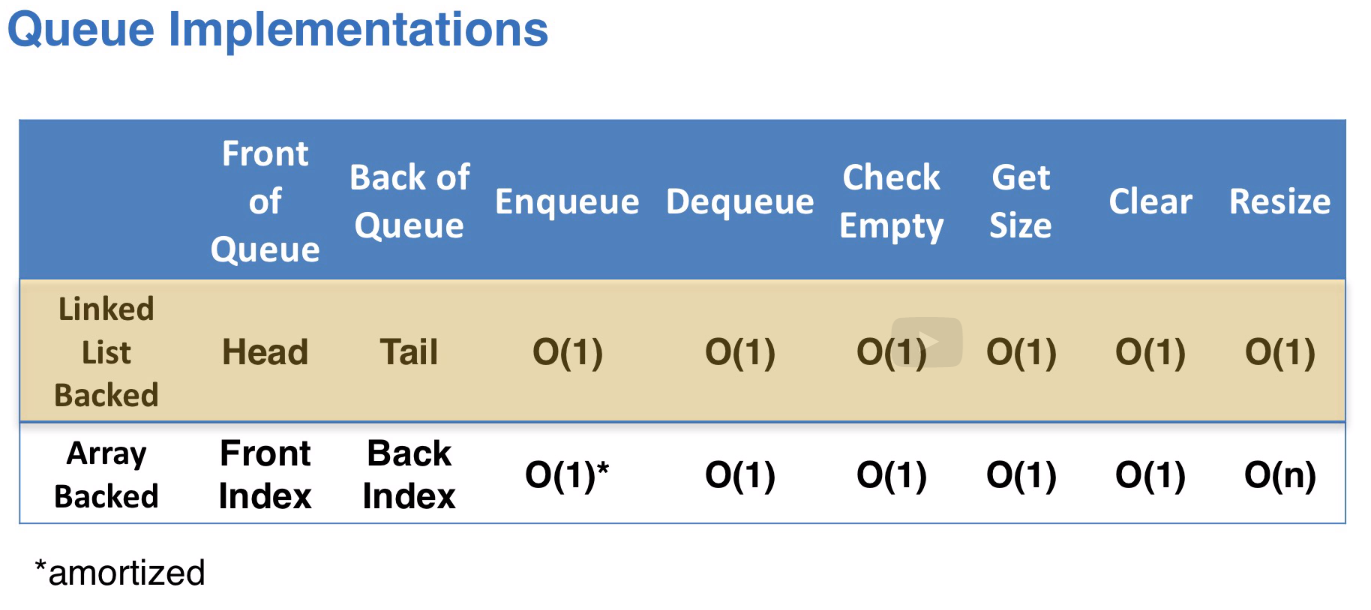 Queue Implementations
Front of Queue Back of Queue Enqueue Dequeue Check Empty Get Size Clear Resize
Linked List Backed Head Tail O(1) O(1) O(1) O(1) O(1) O(1)
Array Backed Front Index Back Index O(1)* O(1) O(1) O(1) O(1) O(n)
*amortized